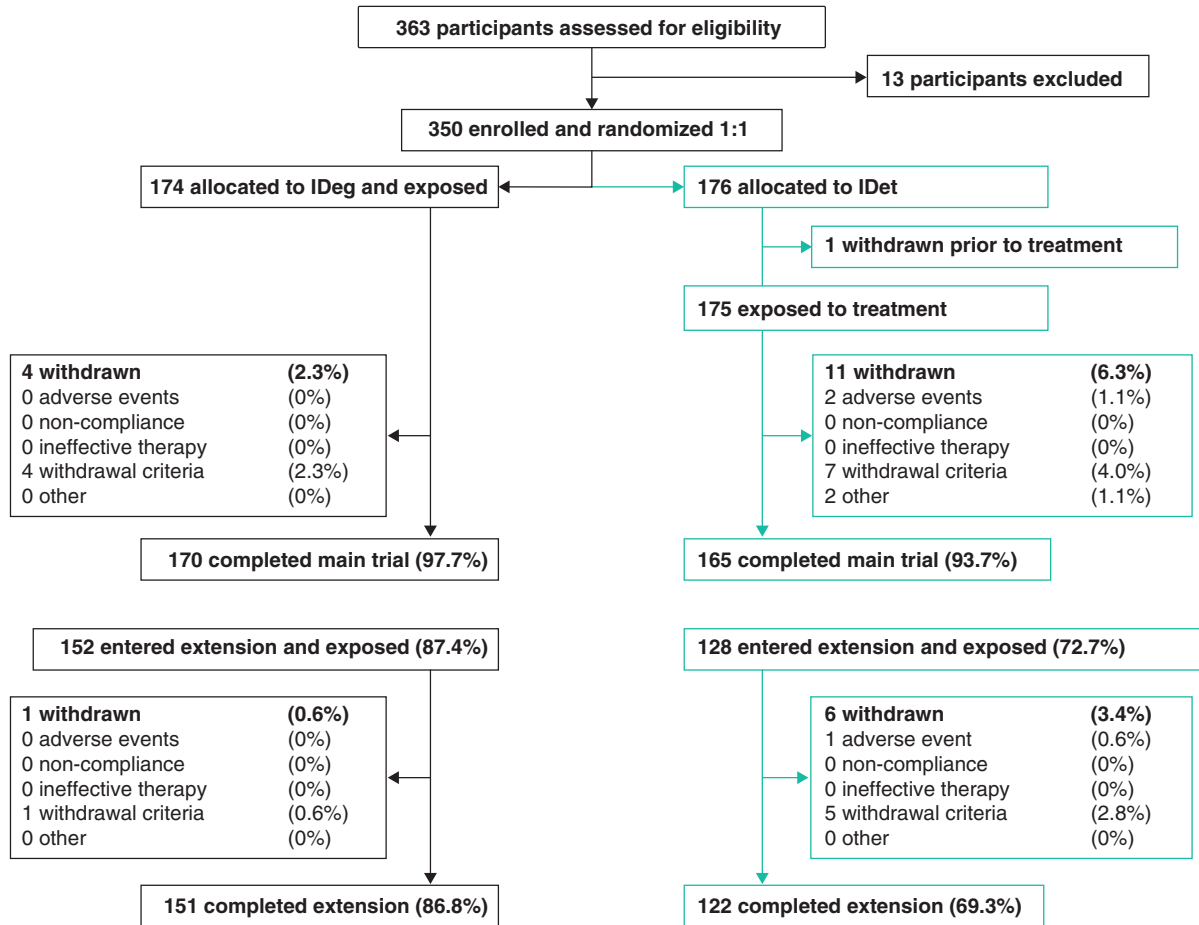 363 participants assessed for eligibility
13 participants excluded
350 enrolled and randomized 1:1
174 allocated to IDeg and exposed
176 allocated to IDet
1 withdrawn prior to treatment
175 exposed to treatment
4 withdrawn (2.3%)
0 adverse events (0%)
0 non-compliance (0%)
0 ineffective therapy (0%)
4 withdrawal criteria (2.3%)
0 other (0%)
11 withdrawn (6.3%)
2 adverse events (1.1%)
0 non-compliance (0%)
0 ineffective therapy (0%)
7 withdrawal criteria (4.0%)
2 other (1.1%)
170 completed main trial (97.7%)
165 completed main trial (93.7%)
152 entered extension and exposed (87.4%)
128 entered extension and exposed (72.7%)
1 withdrawn (0.6%)
0 adverse events (0%)
0 non-compliance (0%)
0 ineffective therapy (0%)
1 withdrawal criteria (0.6%)
0 other (0%)
6 withdrawn (3.4%)
1 adverse event (0.6%)
0 non-compliance (0%)
0 ineffective therapy (0%)
5 withdrawal criteria (2.8%)
0 other (0%)
151 completed extension (86.8%)
122 completed extension (69.3%)